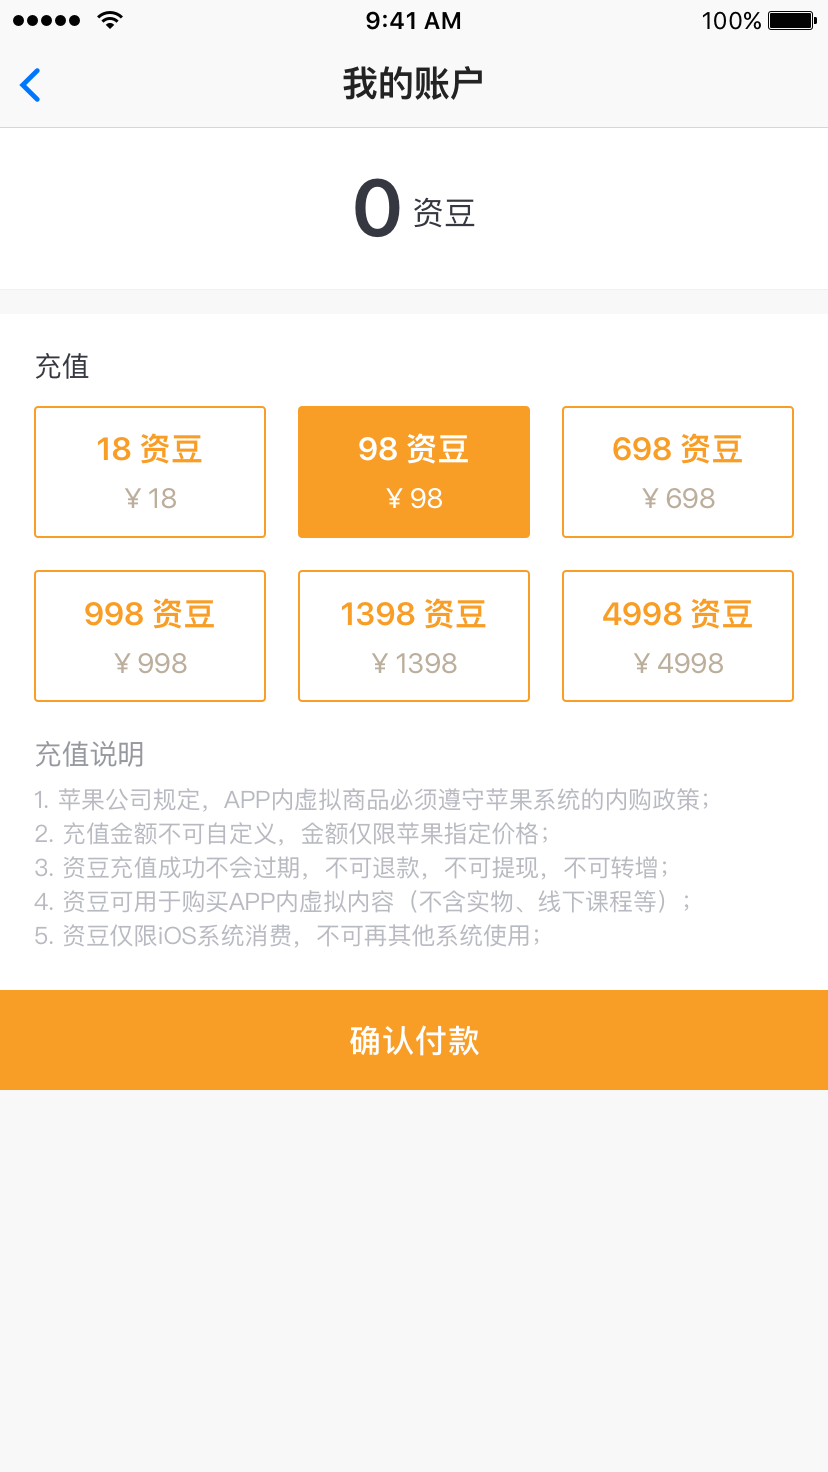 9:41 AM
100%
我的账户
0 资豆
充值
18 资豆
98 资豆
698 资豆
¥ 18
¥ 98
¥ 698
998 资豆
1398 资豆
4998 资豆
¥ 998
¥ 1398
¥ 4998
充值说明
1. 苹果公司规定，APP内虚拟商品必须遵守苹果系统的内购政策；
2. 充值金额不可自定义，金额仅限苹果指定价格；
3. 资豆充值成功不会过期，不可退款，不可提现，不可转增；
4. 资豆可用于购买APP内虚拟内容（不含实物、线下课程等）；
5. 资豆仅限iOS系统消费，不可再其他系统使用；
确认付款